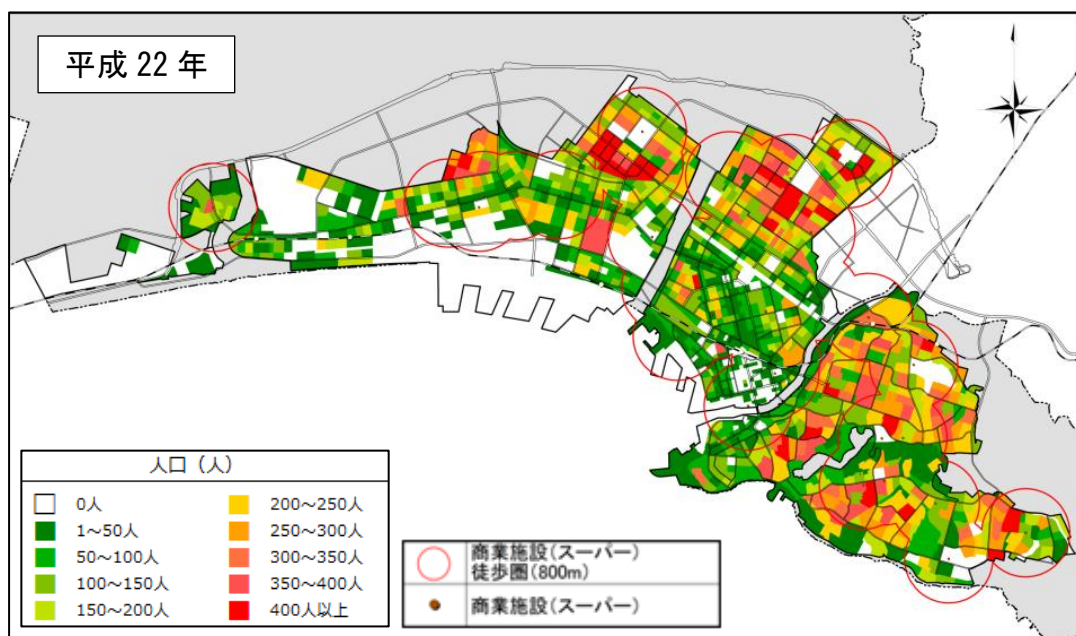 平成 22 年
人口（人）
0人
1～50人
50～100人
100～150人
150～200人
200～250人
250～300人
300～350人
350～400人
400人以上
商業施設(スーパー)
徒歩圏(800m)
商業施設(スーパー)